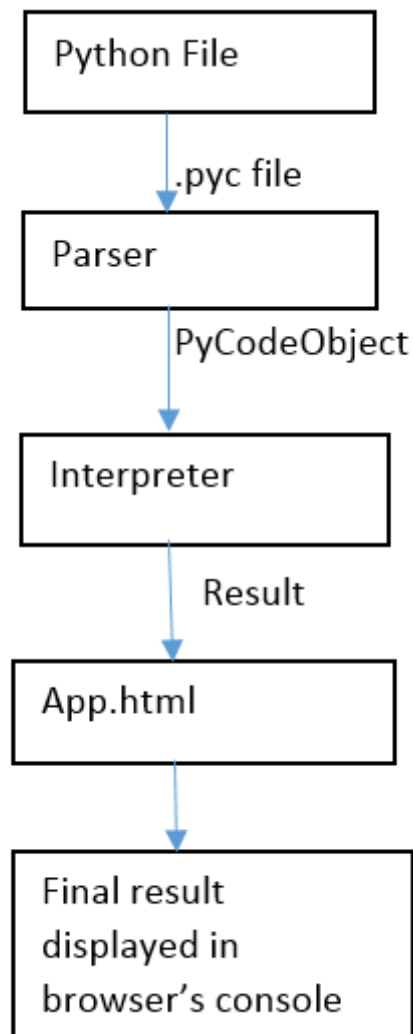 Python File
.pyc file
Parser
PyCodeObject
Interpreter
Result
App.html
Final result
displayed in
browser’s console